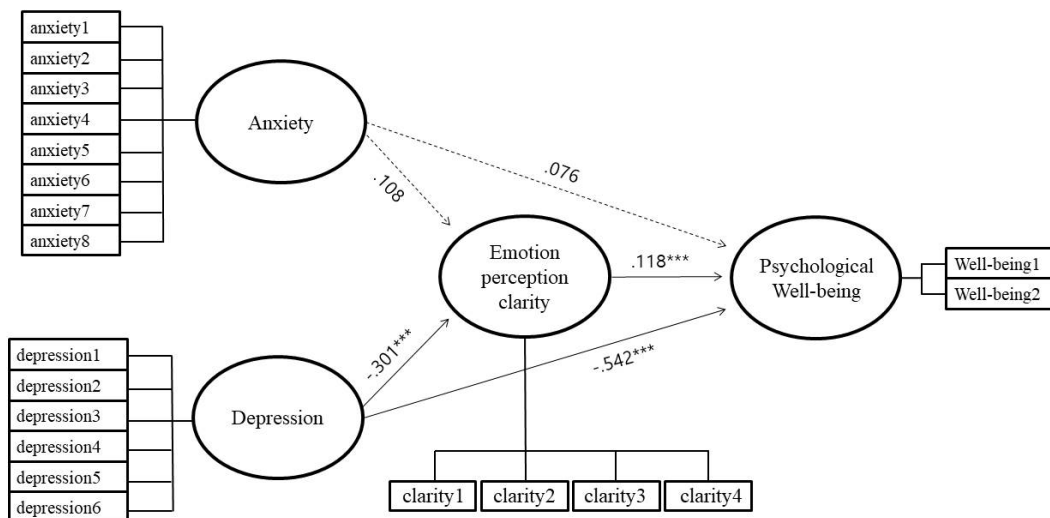 anxiety1
anxiety2
anxiety3
anxiety4
anxiety5
anxiety6
anxiety7
anxiety8
Anxiety
.108
.076
Emotion
perception
clarity
.118***
Psychological
Well-being
Well-being1
Well-being2
-.301***
-.542***
depression1
depression2
depression3
depression4
depression5
depression6
Depression
clarity1
clarity2
clarity3
clarity4